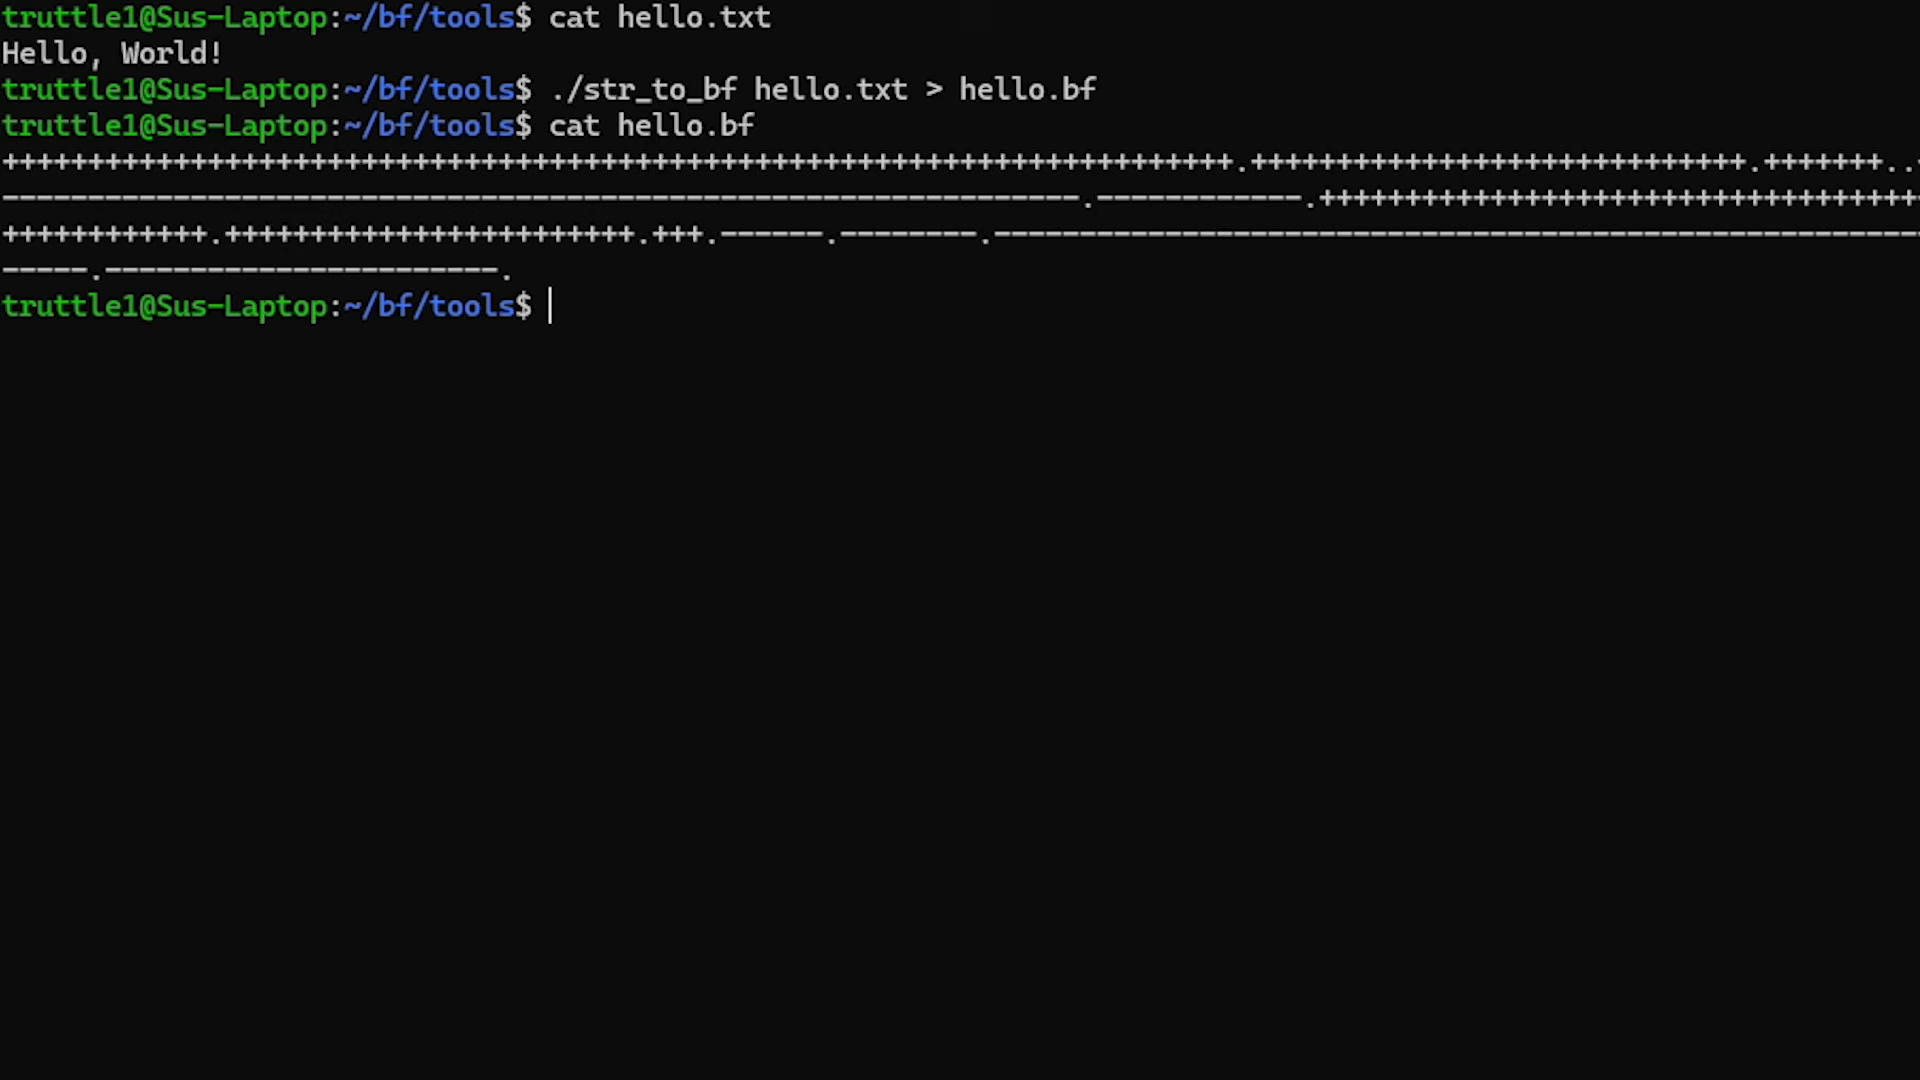 truttle1@Sus-Laptop:~/bf/tools$ cat hello.txt
Hello, World!
truttle1@Sus-Laptop:~/bf/tools$ ./str_to_bf hello.txt > hello.bf
truttle1@Sus-Laptop:~/bf/tools$ cat hello.bf
++++++++++++++++++++++++++++++++++++++++++++++++++++++++++++++++++++++++.+++++++++++++++++++++++++++++.+++++++..+
---------------------------------------------------------------.------------.++++++++++++++++++++++++++++++++++++
++++++++++++.++++++++++++++++++++++++.+++.------.--------.-------------------------------------------------------
-----.-----------------------.
truttle1@Sus-Laptop:~/bf/tools$